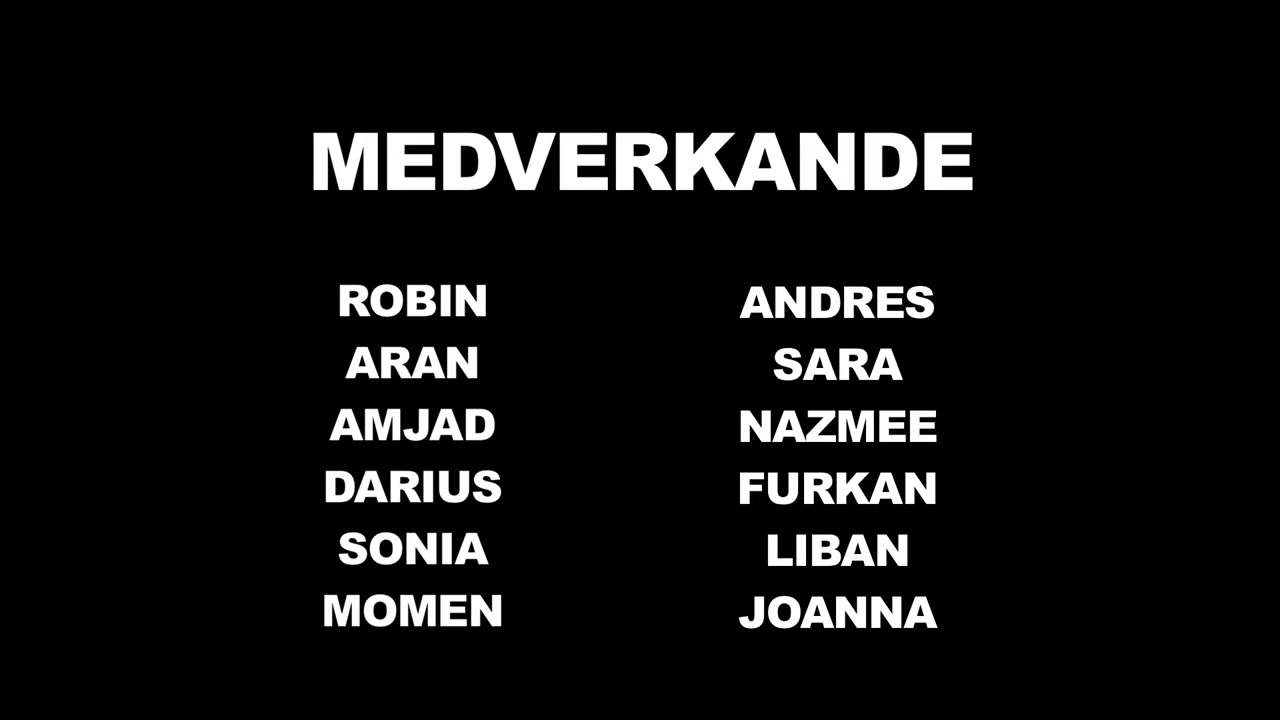 MEDVERKANDE
ROBIN
ARAN
AMJAD
DARIUS
SONIA
MOMEN
ANDRES
SARA
NAZMEE
FURKAN
LIBAN
JOANNA